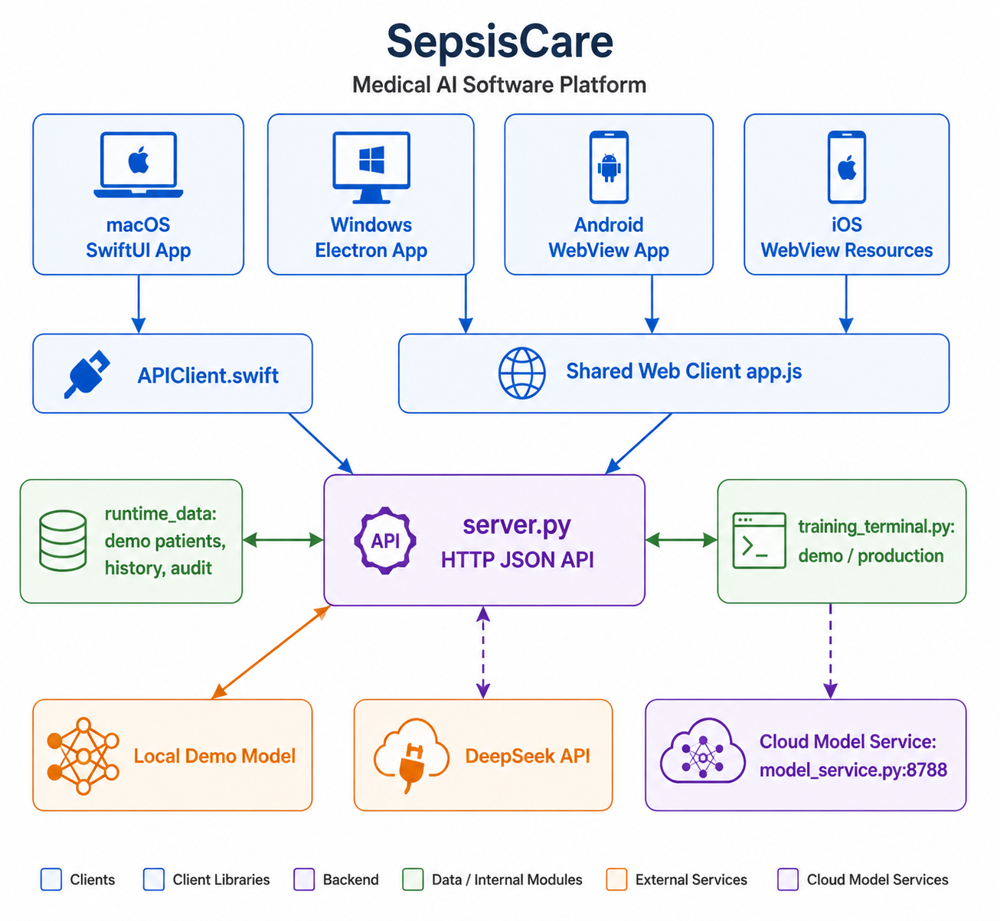 SepsisCare
Medical AI Software Platform
macOS
SwiftUI App
Windows
Electron App
Android
WebView App
iOS
WebView Resources
APIClient.swift
Shared Web Client app.js
runtime_data:
demo patients,
history, audit
API
server.py
HTTP JSON API
training_terminal.py:
demo / production
Local Demo Model
DeepSeek API
Cloud Model Service:
model_service.py:8788
Clients
Client Libraries
Backend
Data / Internal Modules
External Services
Cloud Model Services